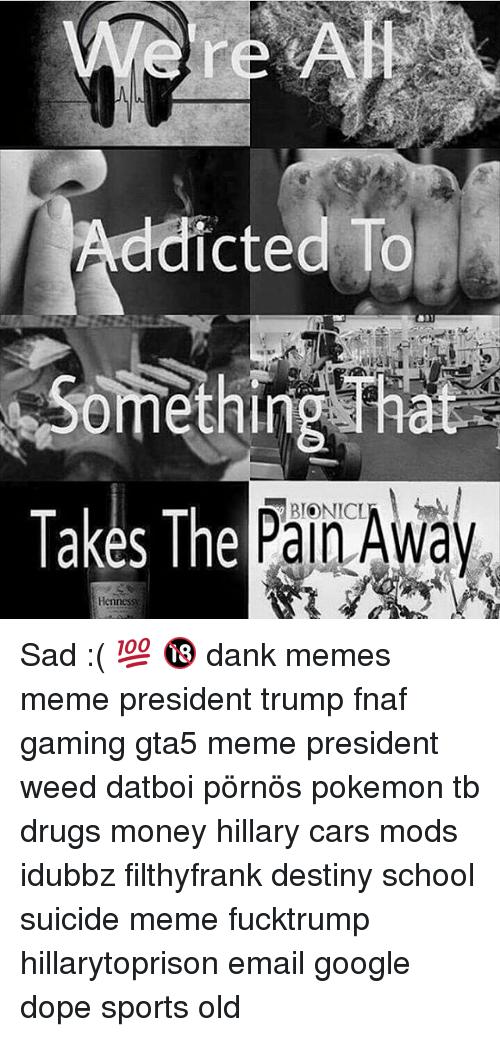 We're All
Addicted To
Something That
BIONICLE
Takes The Pain Away
Hennessy
Sad :( 💯 🔞 dank memes
meme president trump fnaf
gaming gta5 meme president
weed datboi pörnös pokemon tb
drugs money hillary cars mods
idubbz filthyfrank destiny school
suicide meme fucktrump
hillarytoprison email google
dope sports old